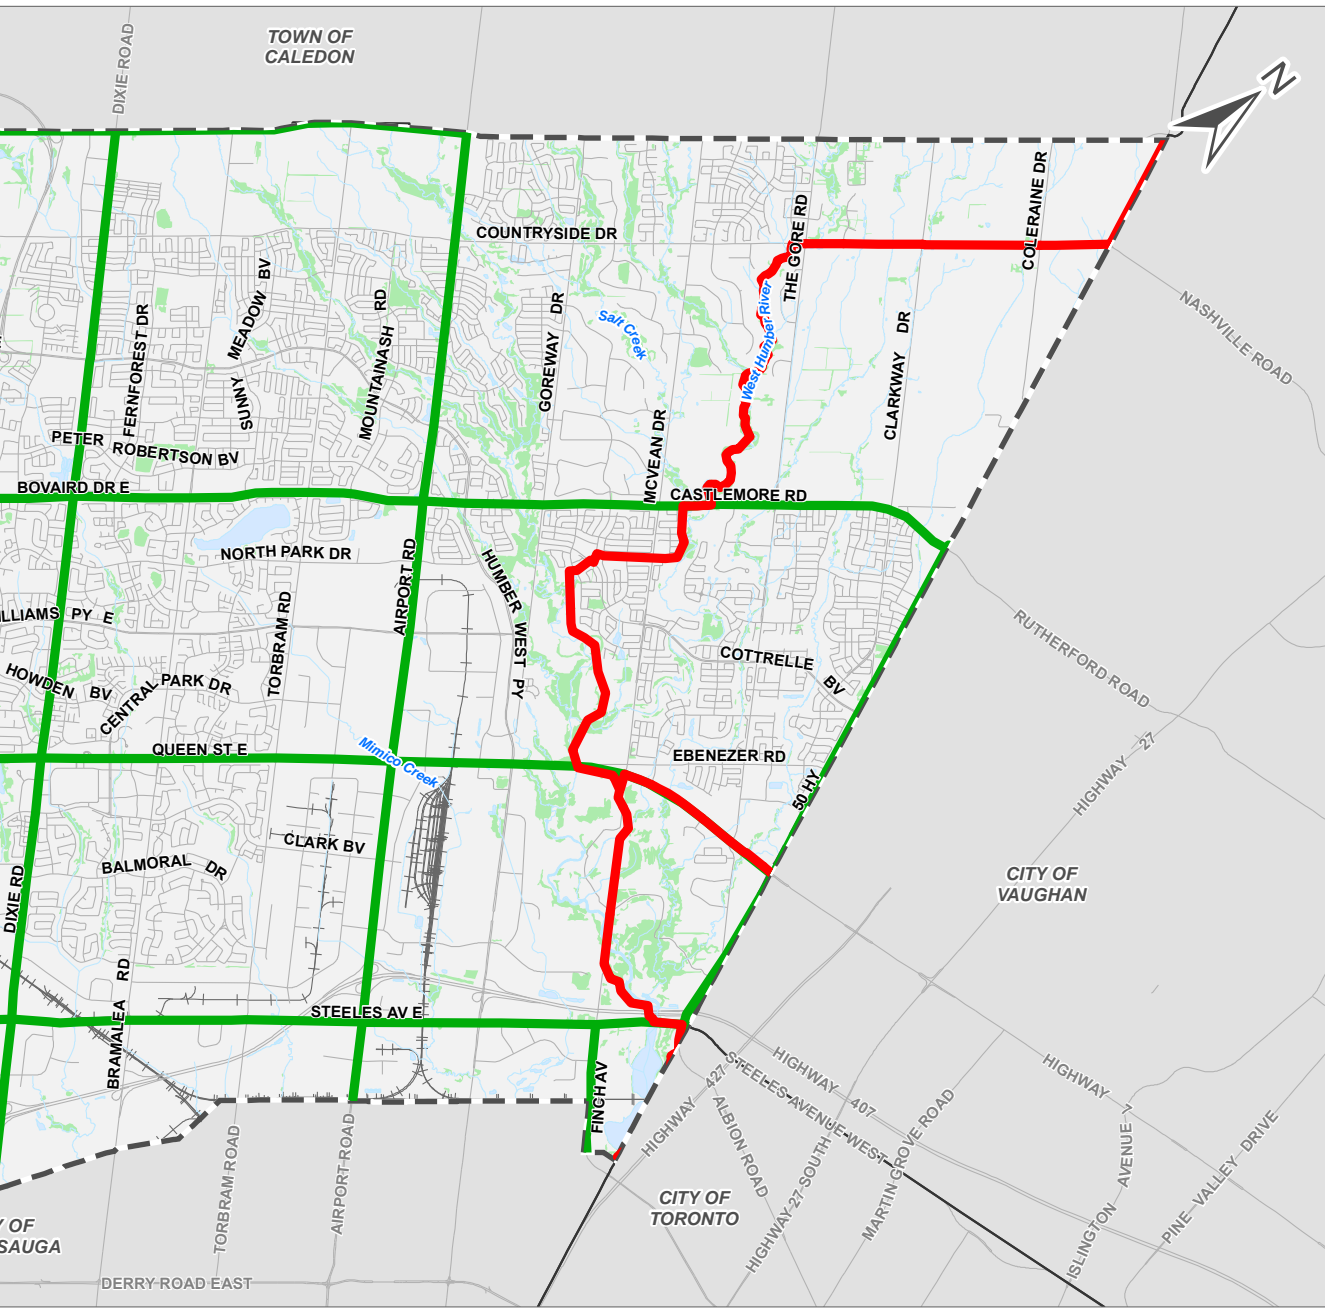 TOWN OF
CALEDON
DIXIE ROAD
N
COUNTRYSIDE DR
THE GORE RD
COLERAINE DR
SUNNY MEADOW BV
MOUNTAINASH RD
FERNFOREST DR
GOREWAY DR
Salt Creek
West Humber River
CLARKWAY DR
NASHVILLE ROAD
MCVEAN DR
PETER ROBERTSON BV
BOVAIRD DR E
CASTLEMORE RD
NORTH PARK DR
AIRPORT RD
HUMBER WEST PY
TORBRAM RD
ILLIAMS PY E
RUTHERFORD ROAD
HOWDEN BV
CENTRAL PARK DR
COTTRELLE BV
QUEEN ST E
Mimico Creek
EBENEZER RD
50 HY
HIGHWAY 27
CLARK BV
BALMORAL DR
DIXIE RD
CITY OF
VAUGHAN
BRAMALEA RD
STEELES AV E
FINCH AV
HIGHWAY 427
STEELES AVENUE WEST
HIGHWAY 407
HIGHWAY 7
ALBION ROAD
HIGHWAY 27 SOUTH
MARTIN GROVE ROAD
ISLINGTON AVENUE
PINE VALLEY DRIVE
TORBRAM ROAD
AIRPORT ROAD
CITY OF
TORONTO
Y OF
SAUGA
DERRY ROAD EAST